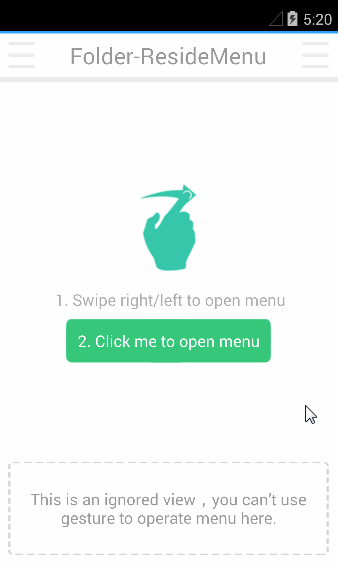 5:20
Folder-ResideMenu
1. Swipe right/left to open menu
2. Click me to open menu
This is an ignored view，you can't use
gesture to operate menu here.